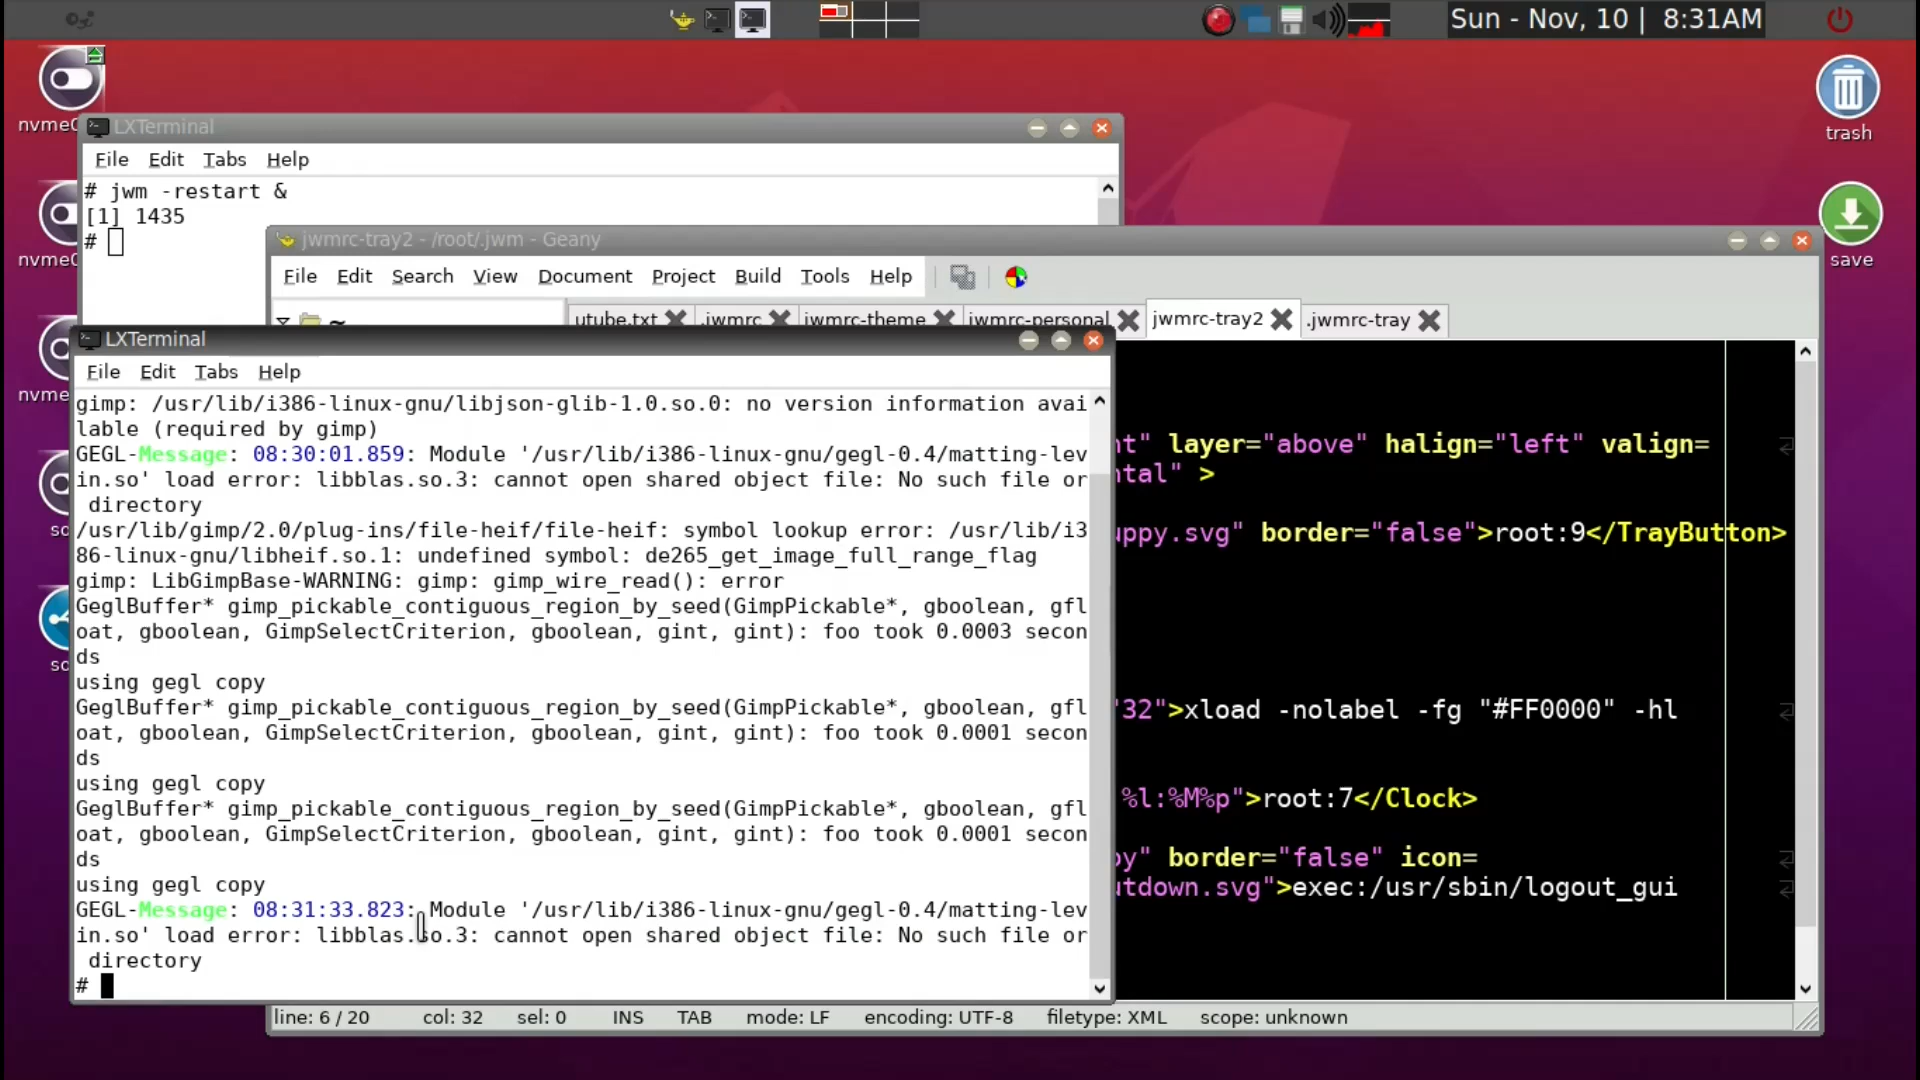 Sun - Nov, 10 | 8:31AM
trash
save
LXTerminal
File Edit Tabs Help
# jwm -restart &
[1] 1435
#
jwmrc-tray2 - /root/.jwm - Geany
File Edit Search View Document Project Build Tools Help
utube.txt .jwmrc jwmrc-theme jwmrc-personal jwmrc-tray2 .jwmrc-tray
LXTerminal
File Edit Tabs Help
gimp: /usr/lib/i386-linux-gnu/libjson-glib-1.0.so.0: no version information avai
lable (required by gimp)
GEGL-Message: 08:30:01.859: Module '/usr/lib/i386-linux-gnu/gegl-0.4/matting-lev
in.so' load error: libblas.so.3: cannot open shared object file: No such file or
directory
/usr/lib/gimp/2.0/plug-ins/file-heif/file-heif: symbol lookup error: /usr/lib/i3
86-linux-gnu/libheif.so.1: undefined symbol: de265_get_image_full_range_flag
gimp: LibGimpBase-WARNING: gimp: gimp_wire_read(): error
GeglBuffer* gimp_pickable_contiguous_region_by_seed(GimpPickable*, gboolean, gfl
oat, gboolean, GimpSelectCriterion, gboolean, gint, gint): foo took 0.0003 secon
ds
using gegl copy
GeglBuffer* gimp_pickable_contiguous_region_by_seed(GimpPickable*, gboolean, gfl
oat, gboolean, GimpSelectCriterion, gboolean, gint, gint): foo took 0.0001 secon
ds
using gegl copy
GeglBuffer* gimp_pickable_contiguous_region_by_seed(GimpPickable*, gboolean, gfl
oat, gboolean, GimpSelectCriterion, gboolean, gint, gint): foo took 0.0001 secon
ds
using gegl copy
GEGL-Message: 08:31:33.823: Module '/usr/lib/i386-linux-gnu/gegl-0.4/matting-lev
in.so' load error: libblas.so.3: cannot open shared object file: No such file or
directory
#
nt" layer="above" halign="left" valign=
ntal" >
uppy.svg" border="false">root:9</TrayButton>
"32">xload -nolabel -fg "#FF0000" -hl
%l:%M%p">root:7</Clock>
py" border="false" icon=
utdown.svg">exec:/usr/sbin/logout_gui
line: 6 / 20 col: 32 sel: 0 INS TAB mode: LF encoding: UTF-8 filetype: XML scope: unknown